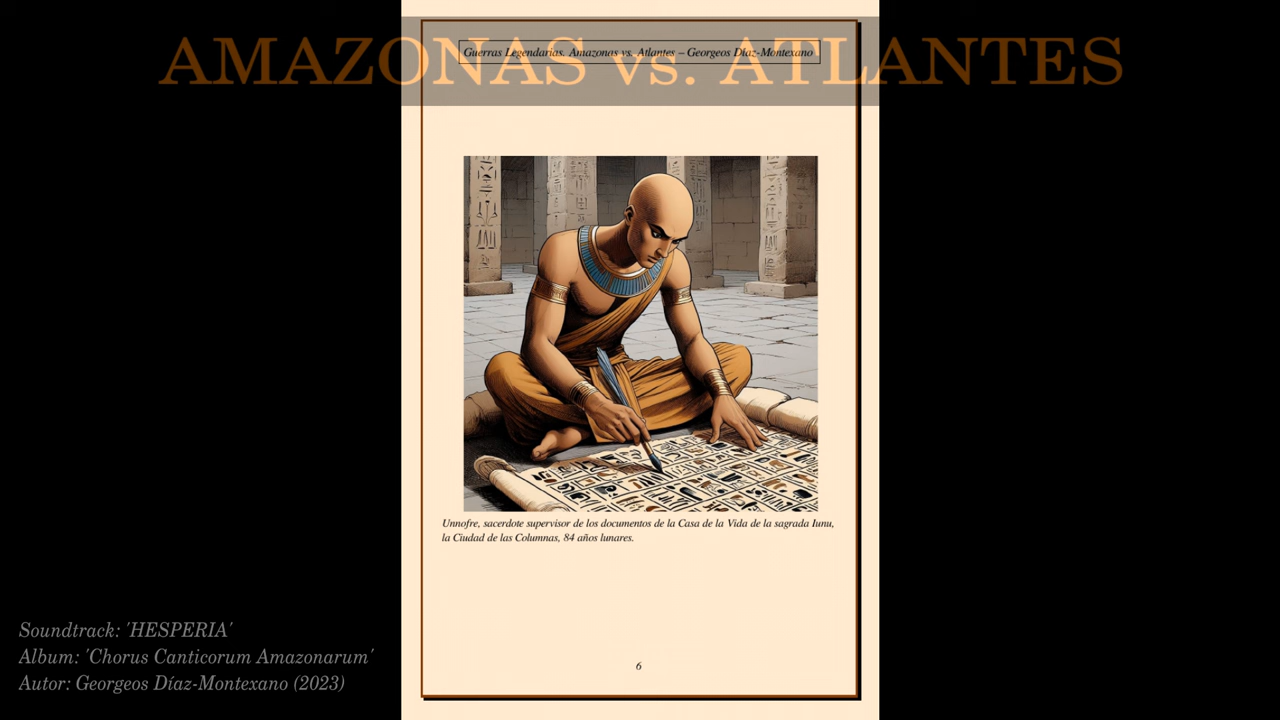 AMAZONAS vs. ATLANTES
Guerras Legendarias. Amazonas vs. Atlantes – Georgeos Díaz-Montexano
Unnofre, sacerdote supervisor de los documentos de la Casa de la Vida de la sagrada Iunu,
la Ciudad de las Columnas, 84 años lunares.
6
Soundtrack: 'HESPERIA'
Album: 'Chorus Canticorum Amazonarum'
Autor: Georgeos Díaz-Montexano (2023)